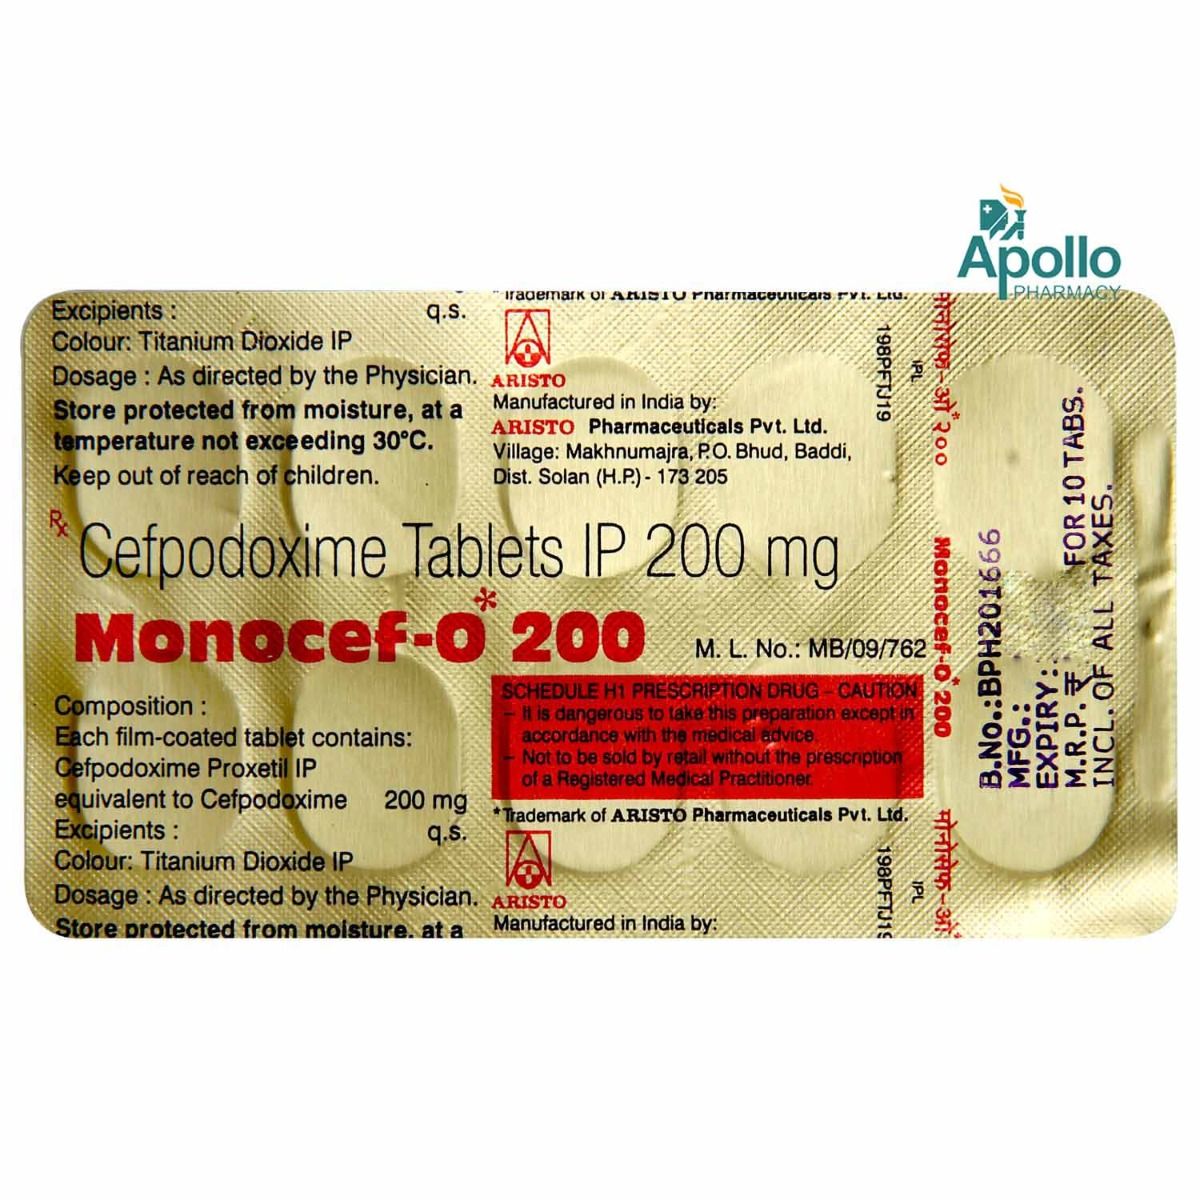 Apollo
PHARMACY
Excipients : q.s.
Colour: Titanium Dioxide IP
Dosage : As directed by the Physician.
Store protected from moisture, at a
temperature not exceeding 30°C.
Keep out of reach of children.
*Trademark of ARISTO Pharmaceuticals Pvt. Ltd.
ARISTO
Manufactured in India by:
ARISTO Pharmaceuticals Pvt. Ltd.
Village: Makhnumajra, P.O. Bhud, Baddi,
Dist. Solan (H.P.) - 173 205
198PFTJ19
IPL
Rx Cefpodoxime Tablets IP 200 mg
Monocef-O* 200
M. L. No.: MB/09/762
Composition :
Each film-coated tablet contains:
Cefpodoxime Proxetil IP
equivalent to Cefpodoxime 200 mg
Excipients : q.s.
Colour: Titanium Dioxide IP
Dosage : As directed by the Physician.
Store protected from moisture, at a
SCHEDULE H1 PRESCRIPTION DRUG – CAUTION
– It is dangerous to take this preparation except in
accordance with the medical advice.
– Not to be sold by retail without the prescription
of a Registered Medical Practitioner.
*Trademark of ARISTO Pharmaceuticals Pvt. Ltd.
ARISTO
Manufactured in India by:
198PFTJ19
IPL
मोनोसेफ-ओ* २००
Monocef-O* 200
मोनोसेफ-ओ*
B.No.:BPH201666
MFG.:
EXPIRY:
M.R.P. ₹ FOR 10 TABS.
INCL.OF ALL TAXES.